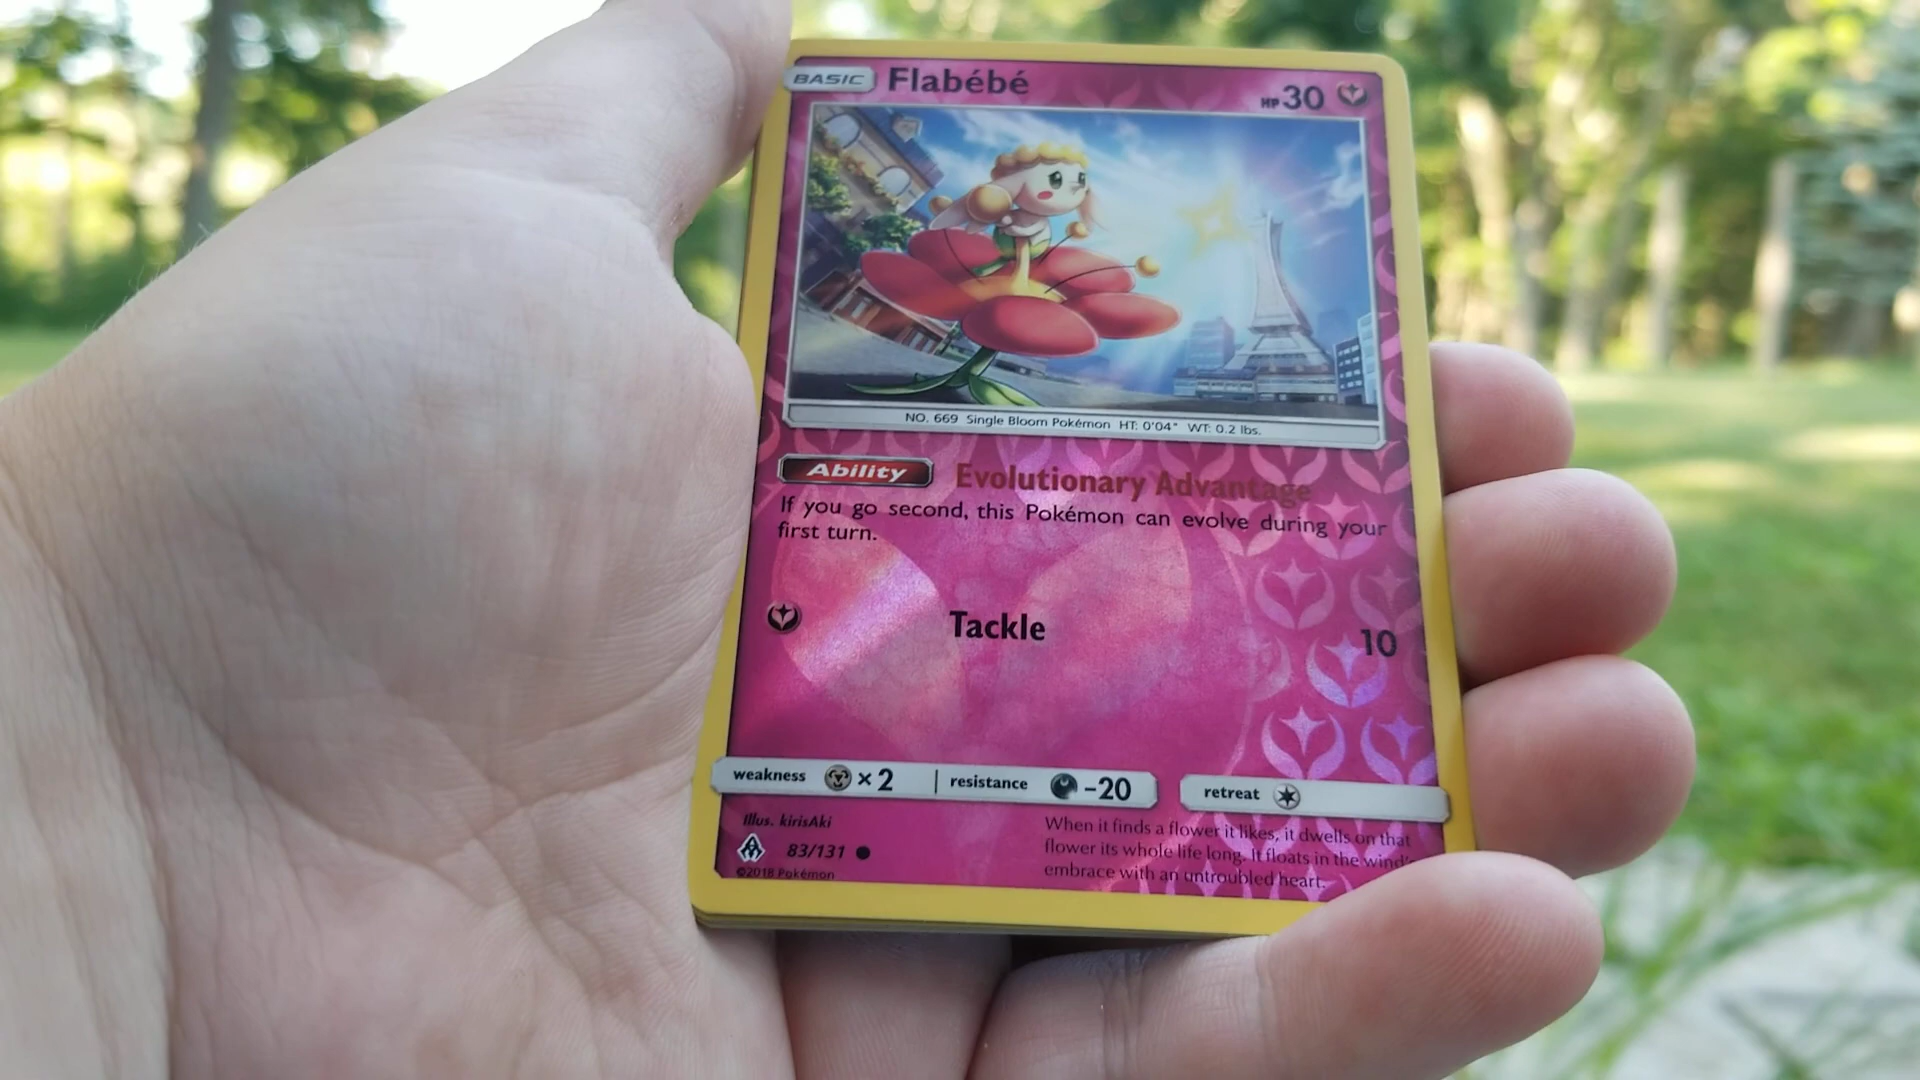 BASIC Flabébé HP 30
NO. 669 Single Bloom Pokémon HT: 0'04" WT: 0.2 lbs.
Ability Evolutionary Advantage
If you go second, this Pokémon can evolve during your
first turn.
Tackle 10
weakness ×2 resistance -20 retreat
Illus. kirisAki
83/131
©2018 Pokémon
When it finds a flower it likes, it dwells on that
flower its whole life long. It floats in the wind's
embrace with an untroubled heart.